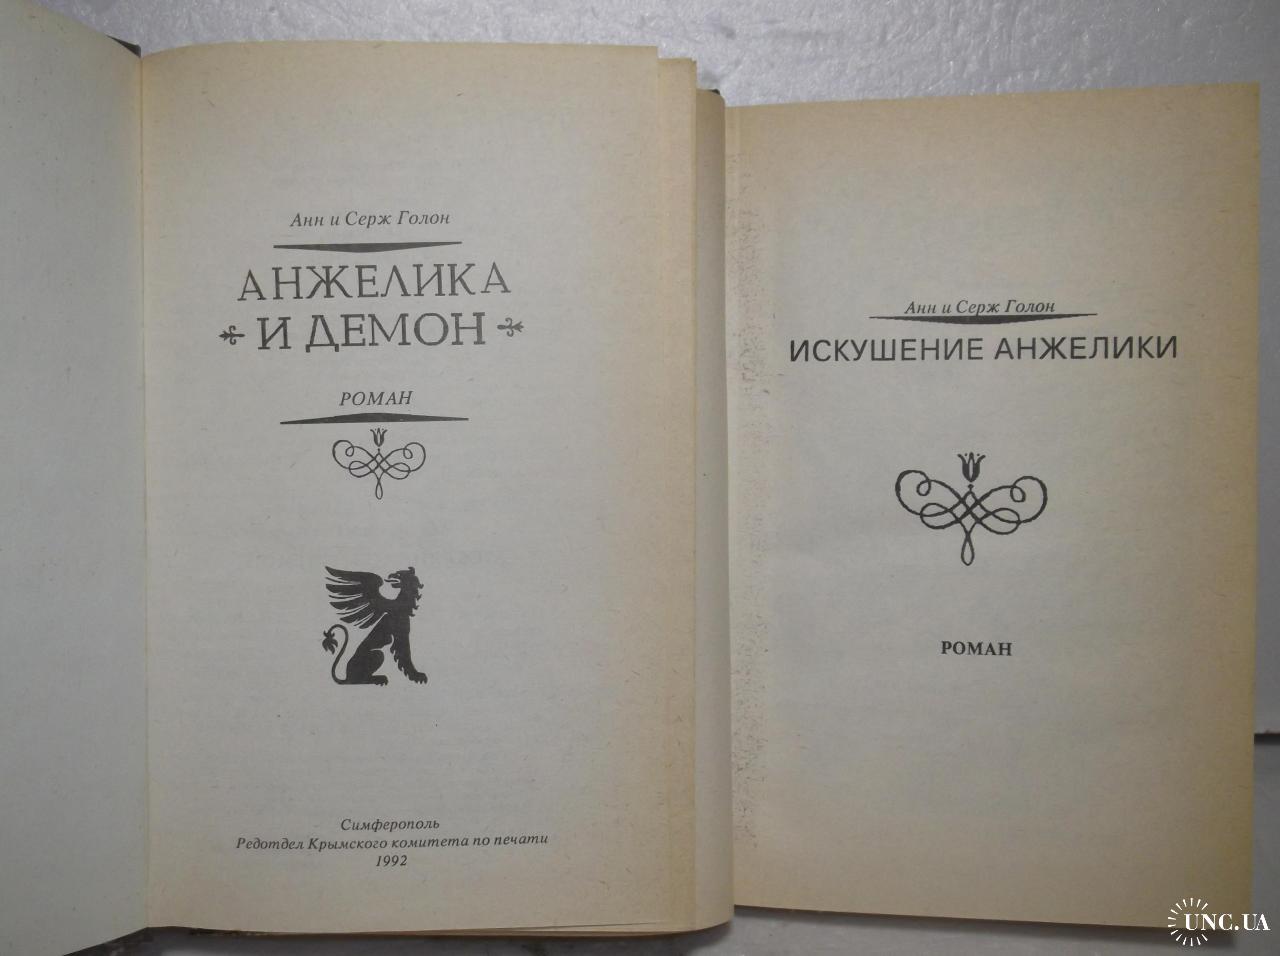 Анн и Серж Голон
АНЖЕЛИКА
И ДЕМОН
РОМАН
Симферополь
Редотдел Крымского комитета по печати
1992
Анн и Серж Голон
ИСКУШЕНИЕ АНЖЕЛИКИ
РОМАН
UNC.UA